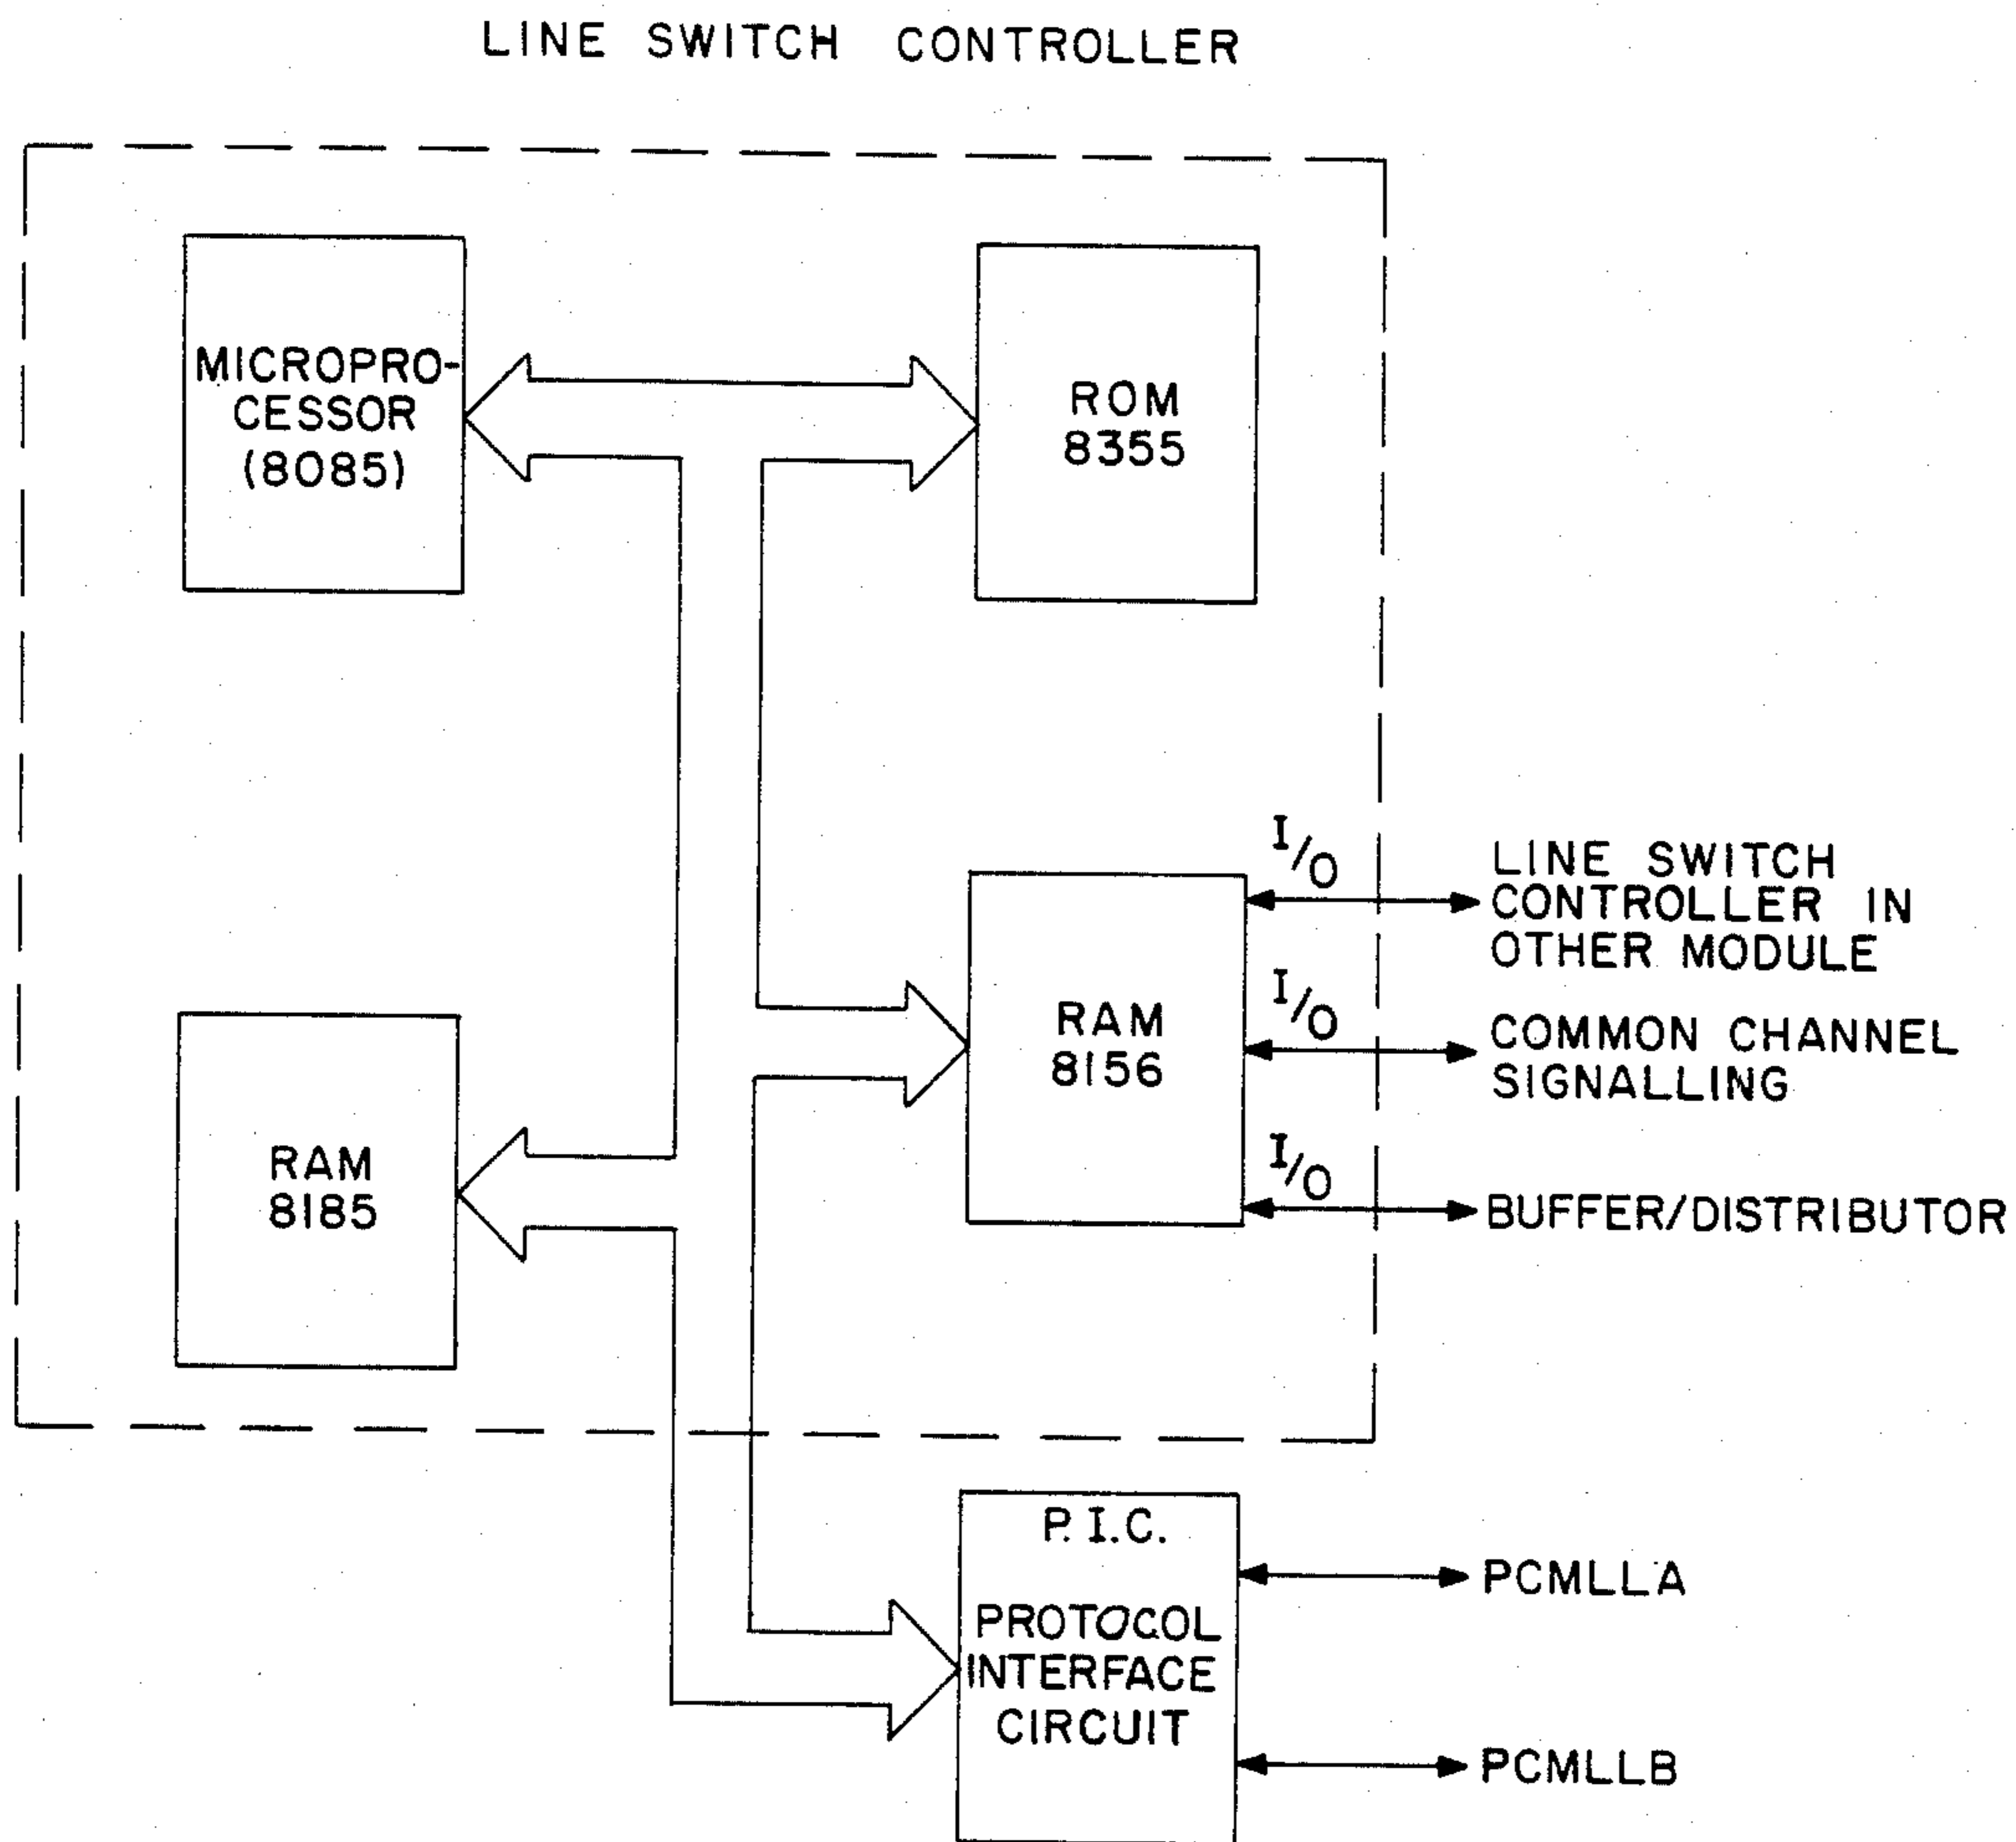 LINE SWITCH CONTROLLER
MICROPRO-
CESSOR
(8085)
ROM
8355
I/O
LINE SWITCH
CONTROLLER IN
OTHER MODULE
RAM
8156
I/O
COMMON CHANNEL
SIGNALLING
RAM
8185
I/O
BUFFER/DISTRIBUTOR
P.I.C.
PROTOCOL
INTERFACE
CIRCUIT
PCMLLA
PCMLLB